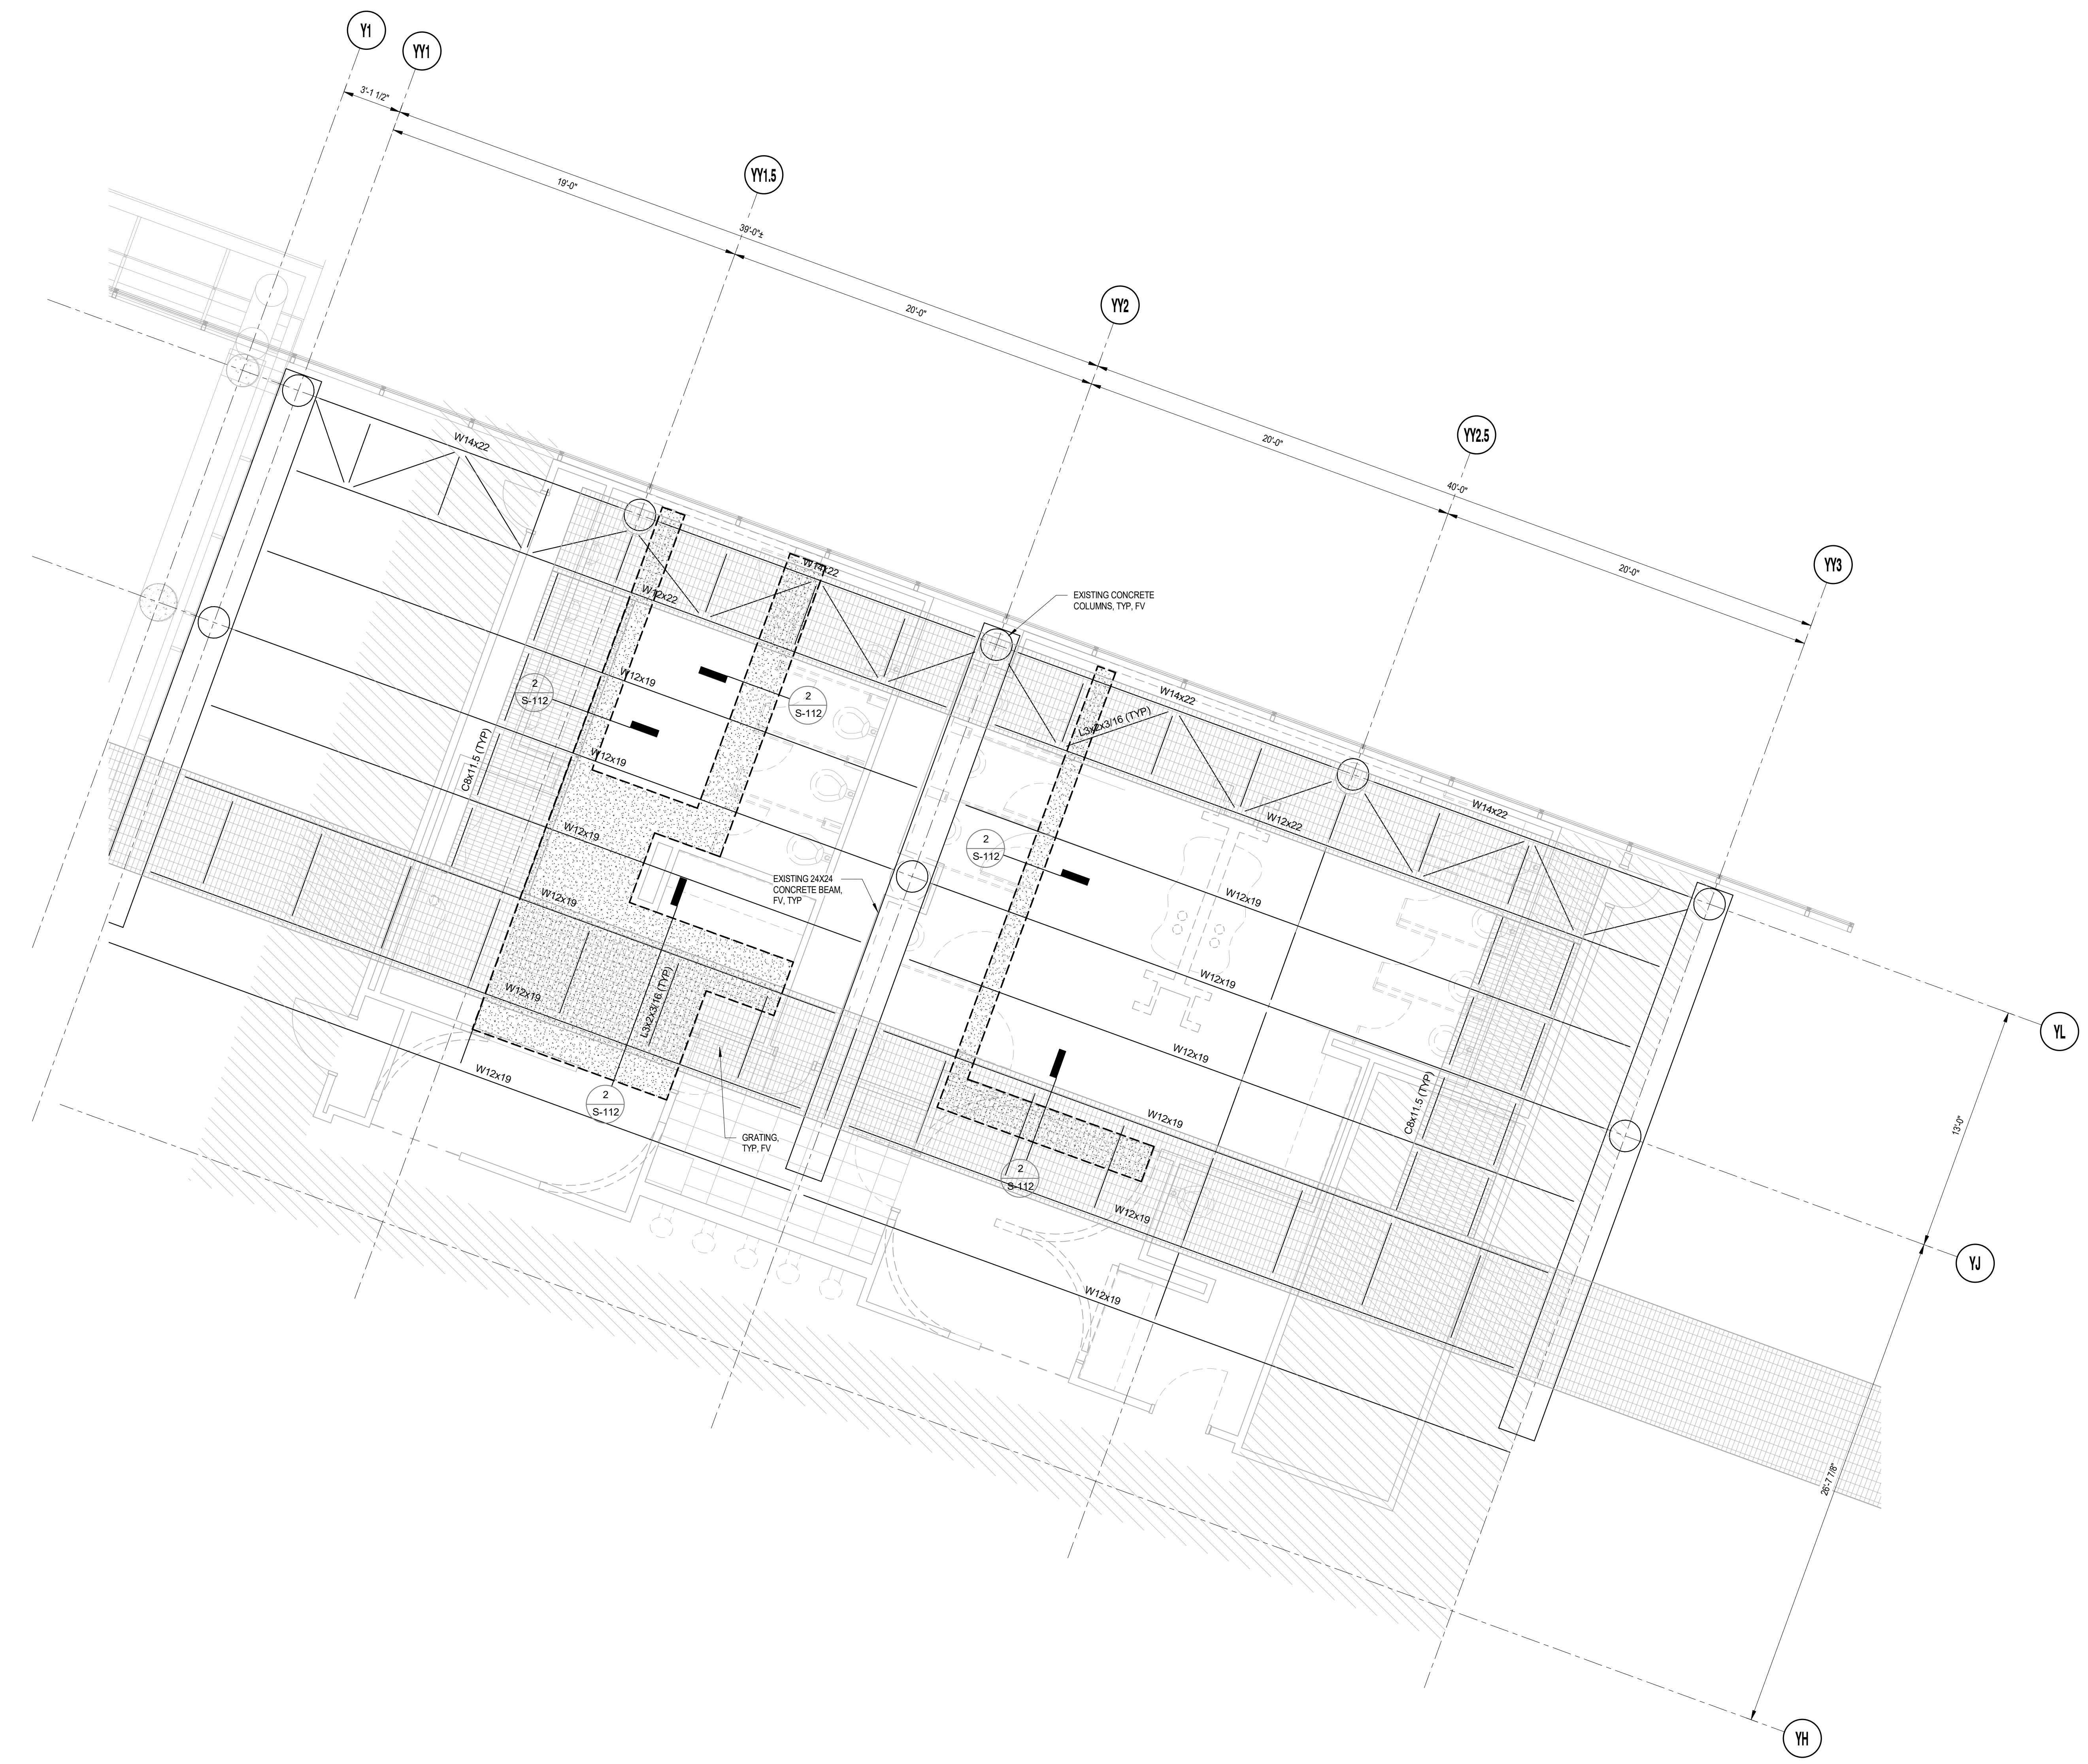 Y1
YY1
3'-1 1/2"
YY1.5
19'-0"
39'-0"±
YY2
20'-0"
YY2.5
20'-0"
40'-0"
YY3
20'-0"
W14x22
W14x22
W12x22
EXISTING CONCRETE
COLUMNS, TYP, FV
W12x19
2
S-112
2
S-112
W14x22
L3x2x3/16 (TYP)
C8x11.5 (TYP)
W12x19
W14x22
W12x22
W12x19
2
S-112
EXISTING 24X24
CONCRETE BEAM,
FV, TYP
W12x19
W12x19
W12x19
L3x2x3/16 (TYP)
W12x19
W12x19
YL
W12x19
2
S-112
W12x19
C8x11.5 (TYP)
13'-0"
GRATING,
TYP, FV
2
S-112
W12x19
YJ
W12x19
26'-7 7/8"
YH